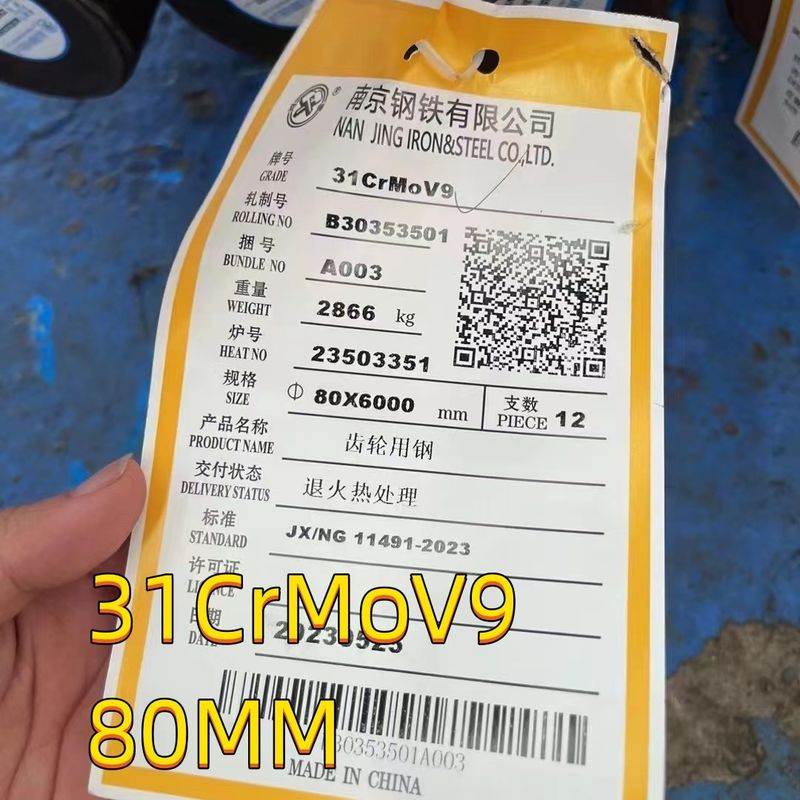 南京钢铁有限公司
NAN JING IRON&STEEL CO.,LTD.
牌号 31CrMoV9
GRADE
轧制号 B30353501
ROLLING NO
捆 号 A003
BUNDLE NO
重量 2866 kg
WEIGHT
炉号 23503351
HEAT NO
规格 Φ 80X6000 mm 支数
SIZE PIECE 12
产品名称 齿轮用钢
PRODUCT NAME
交付状态 退火热处理
DELIVERY STATUS
标准 JX/NG 11491-2023
STANDARD
许可证
31CrMoV9
日期
DATE
80MM
30353501A003
MADE IN CHINA